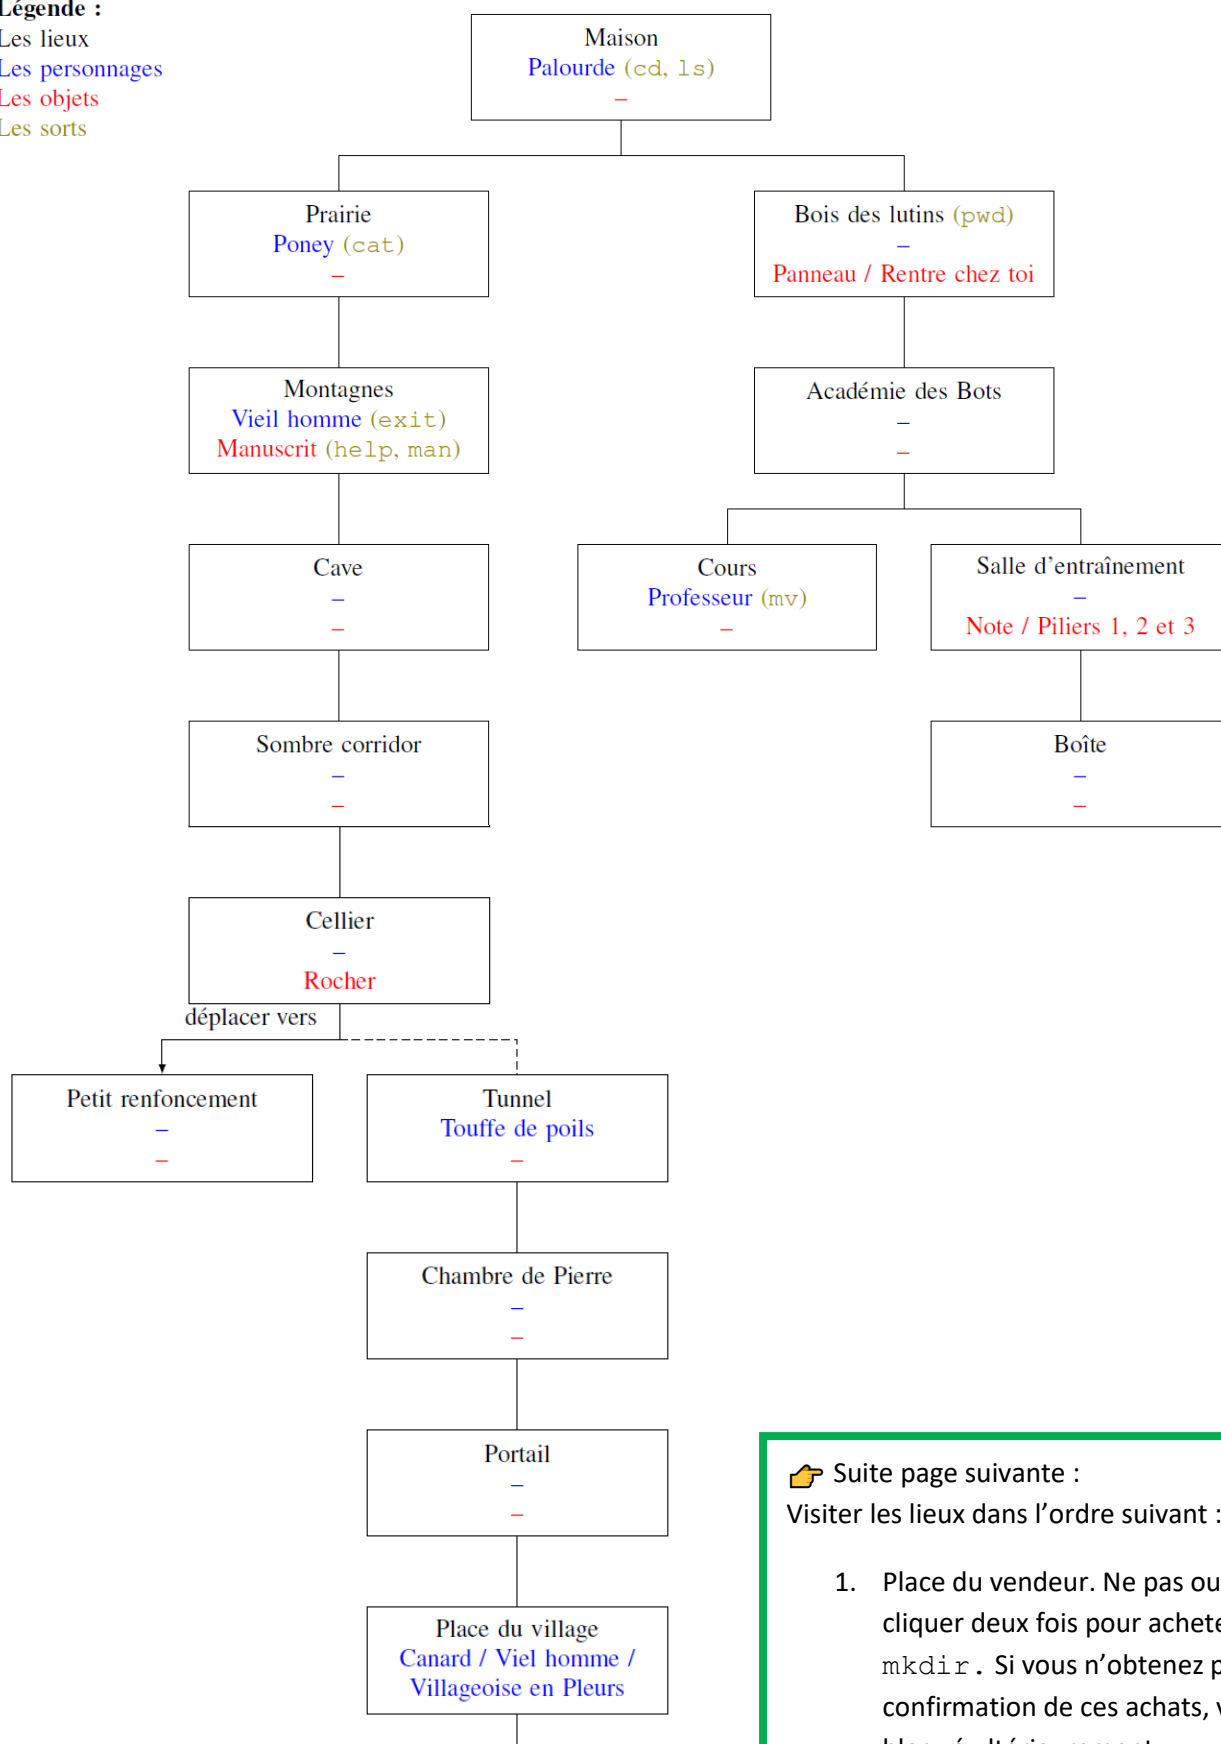 Légende :
Les lieux
Les personnages
Les objets
Les sorts
Maison
Palourde (cd, ls)
–
Prairie
Poney (cat)
–
Bois des lutins (pwd)
–
Panneau / Rentre chez toi
Montagnes
Vieil homme (exit)
Manuscrit (help, man)
Académie des Bots
–
–
Cave
–
–
Cours
Professeur (mv)
–
Salle d'entraînement
–
Note / Piliers 1, 2 et 3
Sombre corridor
–
–
Boîte
–
–
Cellier
–
Rocher
déplacer vers
Petit renfoncement
–
–
Tunnel
Touffe de poils
–
Chambre de Pierre
–
–
Portail
–
–
Place du village
Canard / Viel homme /
Villageoise en Pleurs
👉 Suite page suivante :
Visiter les lieux dans l’ordre suivant :
1. Place du vendeur. Ne pas ou
cliquer deux fois pour achete
mkdir. Si vous n’obtenez p
confirmation de ces achats, v